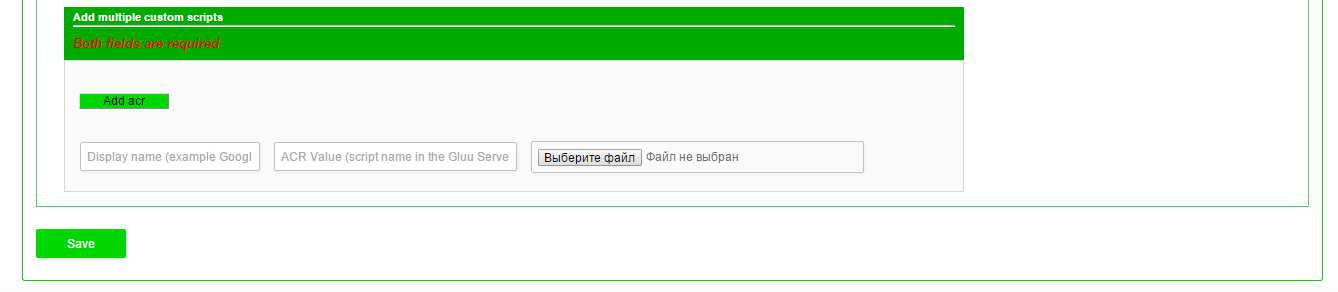 Add multiple custom scripts
Both fields are required
Add acr
Display name (example Googl
ACR Value (script name in the Gluu Serve
Выберите файл Файл не выбран
Save